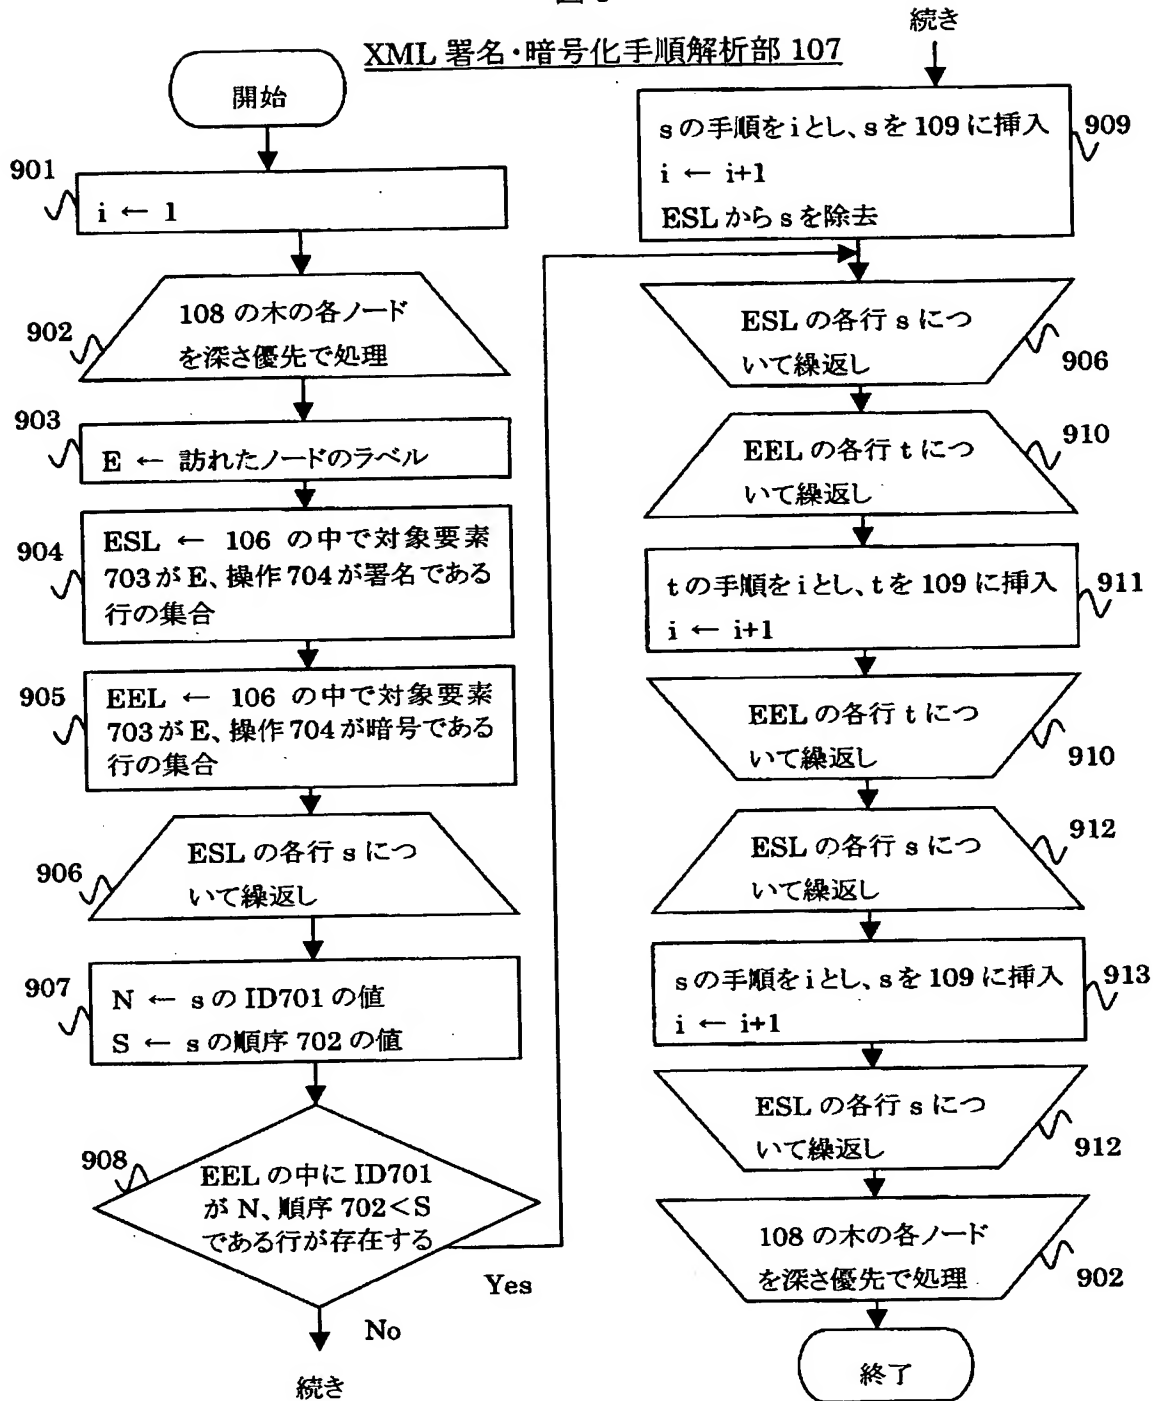 XML 署名・暗号化手順解析部 107
開始
901
i ← 1
902
108 の木の各ノード
を深さ優先で処理
903
E ← 訪れたノードのラベル
904
ESL ← 106 の中で対象要素
703 が E、操作 704 が署名である
行の集合
905
EEL ← 106 の中で対象要素
703 が E、操作 704 が暗号である
行の集合
906
ESL の各行 s につ
いて繰返し
907
N ← s の ID701 の値
S ← s の順序 702 の値
908
EEL の中に ID701
が N、順序 702<S
である行が存在する
Yes
No
続き
続き
s の手順を i とし、s を 109 に挿入
i ← i+1
ESL から s を除去
909
ESL の各行 s につ
いて繰返し
906
EEL の各行 t につ
いて繰返し
910
t の手順を i とし、t を 109 に挿入
i ← i+1
911
EEL の各行 t につ
いて繰返し
910
ESL の各行 s につ
いて繰返し
912
s の手順を i とし、s を 109 に挿入
i ← i+1
913
ESL の各行 s につ
いて繰返し
912
108 の木の各ノード
を深さ優先で処理
902
終了